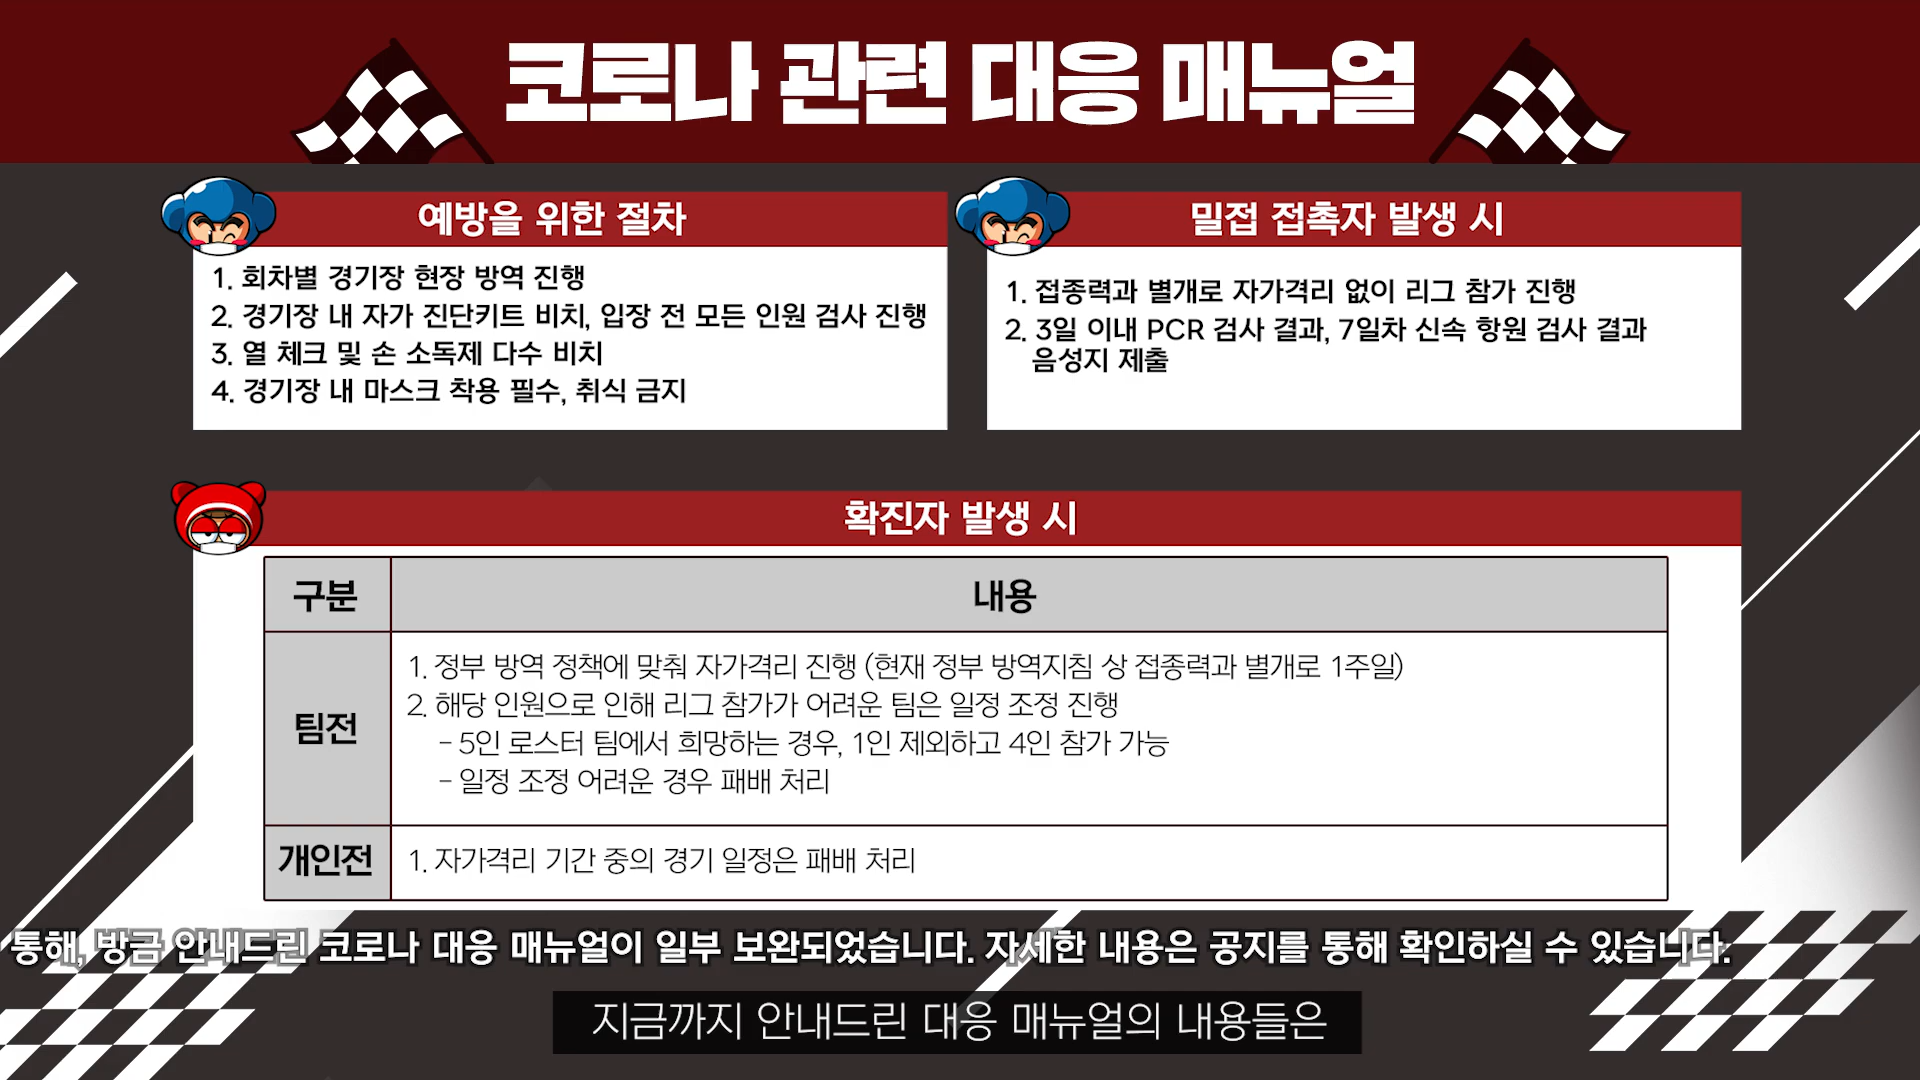 코로나 관련 대응 매뉴얼
예방을 위한 절차
1. 회차별 경기장 현장 방역 진행
2. 경기장 내 자가 진단키트 비치, 입장 전 모든 인원 검사 진행
3. 열 체크 및 손 소독제 다수 비치
4. 경기장 내 마스크 착용 필수, 취식 금지
밀접 접촉자 발생 시
1. 접종력과 별개로 자가격리 없이 리그 참가 진행
2. 3일 이내 PCR 검사 결과, 7일차 신속 항원 검사 결과
음성지 제출
확진자 발생 시
구분
내용
팀전
1. 정부 방역 정책에 맞춰 자가격리 진행 (현재 정부 방역지침 상 접종력과 별개로 1주일)
2. 해당 인원으로 인해 리그 참가가 어려운 팀은 일정 조정 진행
- 5인 로스터 팀에서 희망하는 경우, 1인 제외하고 4인 참가 가능
- 일정 조정 어려운 경우 패배 처리
개인전
1. 자가격리 기간 중의 경기 일정은 패배 처리
통해, 방금 안내드린 코로나 대응 매뉴얼이 일부 보완되었습니다. 자세한 내용은 공지를 통해 확인하실 수 있습니다.
지금까지 안내드린 대응 매뉴얼의 내용들은